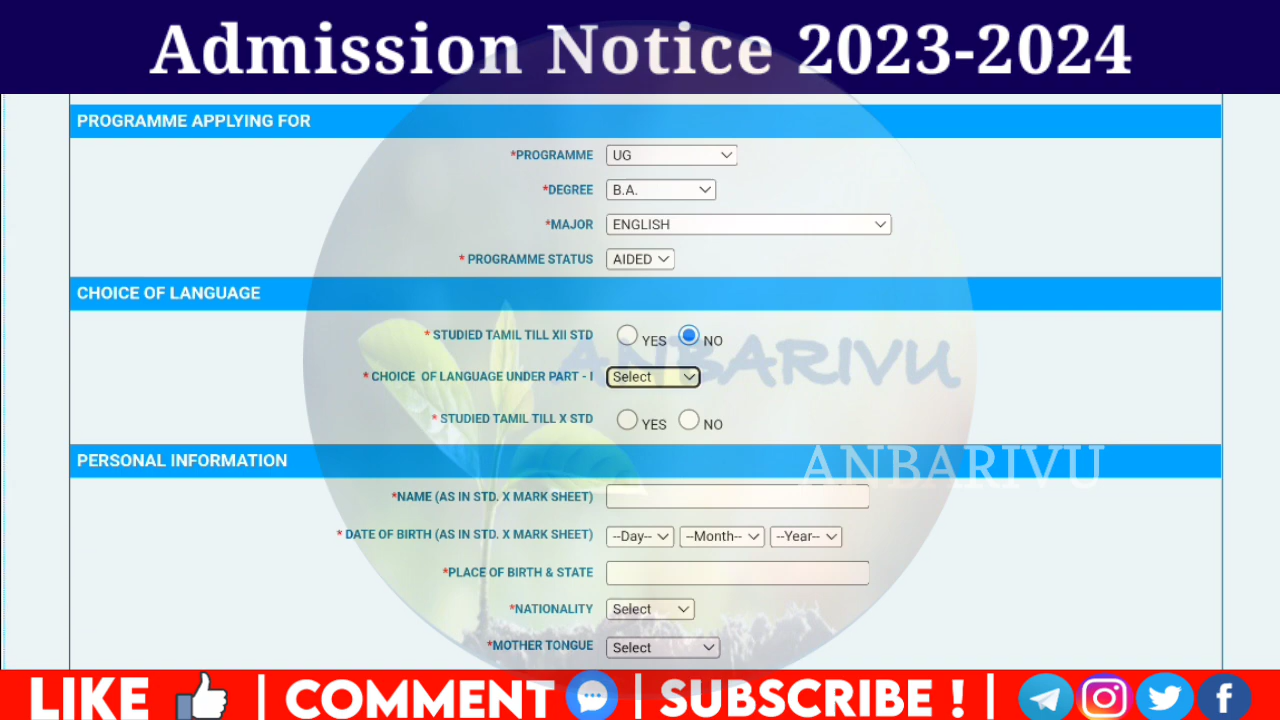 Admission Notice 2023-2024
PROGRAMME APPLYING FOR
*PROGRAMME UG
*DEGREE B.A.
*MAJOR ENGLISH
* PROGRAMME STATUS AIDED
CHOICE OF LANGUAGE
* STUDIED TAMIL TILL XII STD YES NO
ANBARIVU
* CHOICE OF LANGUAGE UNDER PART - I Select
* STUDIED TAMIL TILL X STD YES NO
PERSONAL INFORMATION
ANBARIVU
*NAME (AS IN STD. X MARK SHEET)
* DATE OF BIRTH (AS IN STD. X MARK SHEET) --Day-- --Month-- --Year--
*PLACE OF BIRTH & STATE
*NATIONALITY Select
*MOTHER TONGUE Select
LIKE | COMMENT | SUBSCRIBE ! |